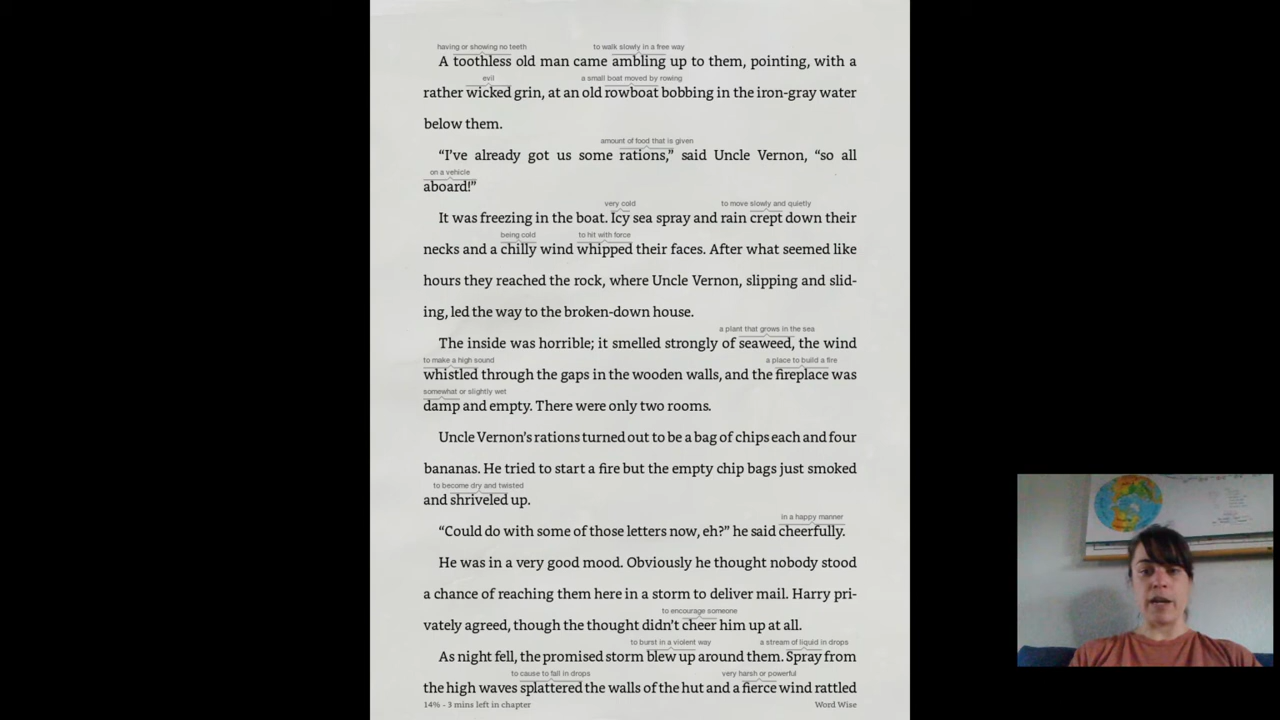 having or showing no teeth to walk slowly in a free way
A toothless old man came ambling up to them, pointing, with a
evil a small boat moved by rowing
rather wicked grin, at an old rowboat bobbing in the iron-gray water
below them.
amount of food that is given
“I’ve already got us some rations,” said Uncle Vernon, “so all
on a vehicle
aboard!”
very cold to move slowly and quietly
It was freezing in the boat. Icy sea spray and rain crept down their
being cold to hit with force
necks and a chilly wind whipped their faces. After what seemed like
hours they reached the rock, where Uncle Vernon, slipping and slid-
ing, led the way to the broken-down house.
a plant that grows in the sea
The inside was horrible; it smelled strongly of seaweed, the wind
to make a high sound a place to build a fire
whistled through the gaps in the wooden walls, and the fireplace was
somewhat or slightly wet
damp and empty. There were only two rooms.
Uncle Vernon’s rations turned out to be a bag of chips each and four
bananas. He tried to start a fire but the empty chip bags just smoked
to become dry and twisted
and shriveled up.
in a happy manner
“Could do with some of those letters now, eh?” he said cheerfully.
He was in a very good mood. Obviously he thought nobody stood
a chance of reaching them here in a storm to deliver mail. Harry pri-
to encourage someone
vately agreed, though the thought didn’t cheer him up at all.
to burst in a violent way a stream of liquid in drops
As night fell, the promised storm blew up around them. Spray from
to cause to fall in drops very harsh or powerful
the high waves splattered the walls of the hut and a fierce wind rattled
14% - 3 mins left in chapter Word Wise